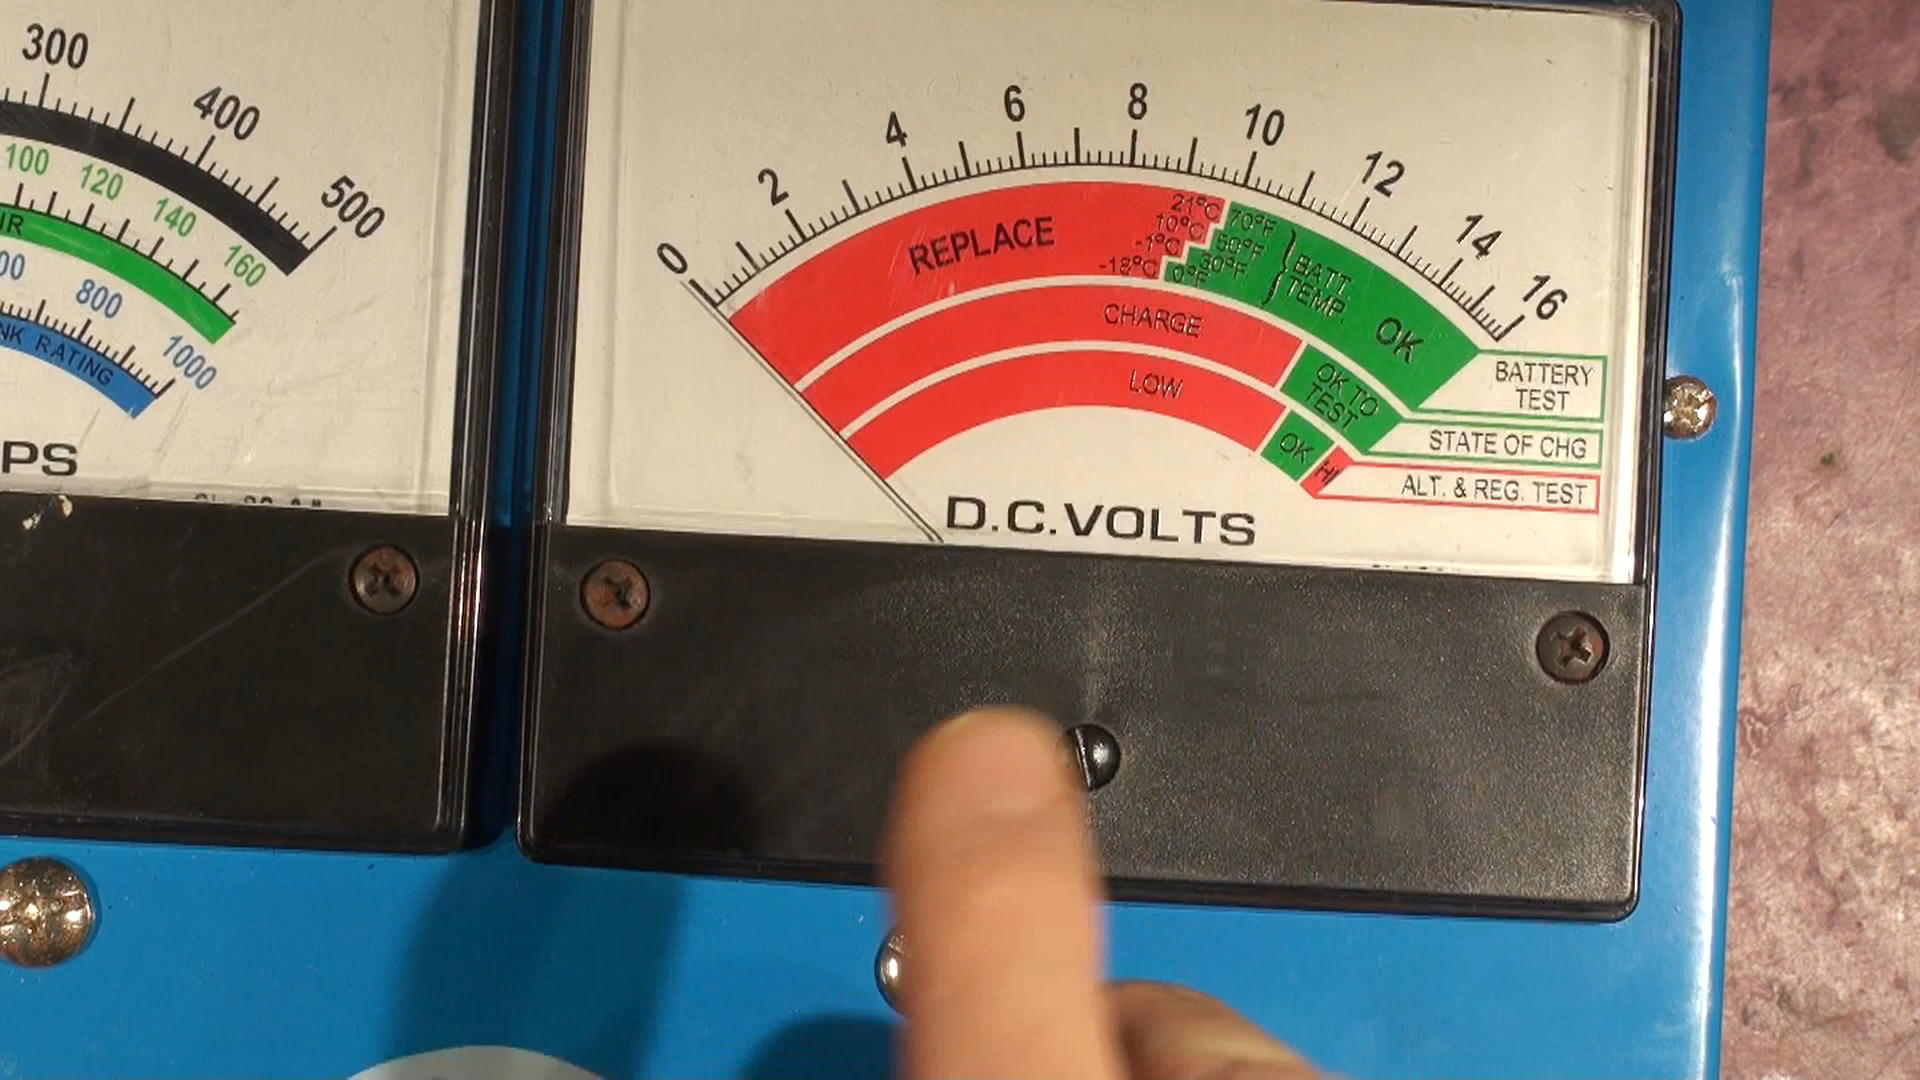 300
400
500
100
120
140
160
800
1000
NK RATING
PS
0
2
4
6
8
10
12
14
16
REPLACE
21°C 70°F
10°C 50°F
-1°C 30°F
-18°C 0°F
BATT.
TEMP.
OK
CHARGE
OK TO
TEST
LOW
OK
HI
BATTERY
TEST
STATE OF CHG
ALT. & REG. TEST
D.C.VOLTS